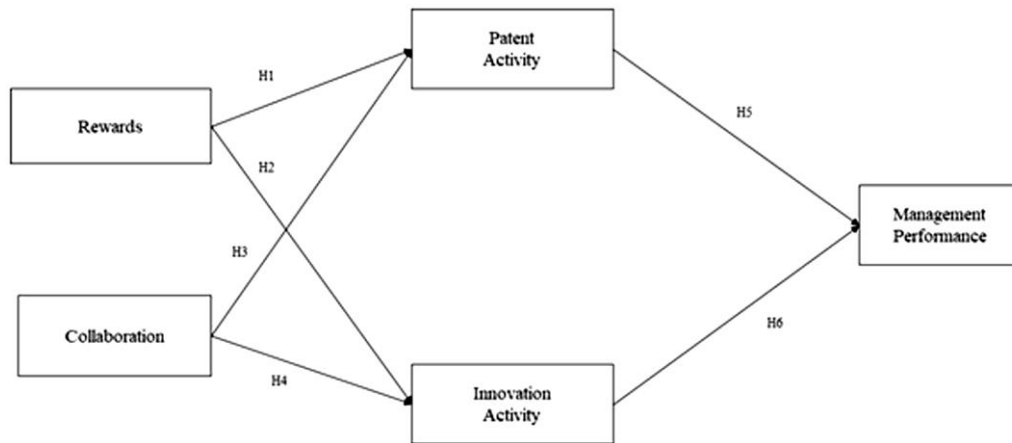 Patent
Activity
H1
H5
Rewards
H2
Management
Performance
H3
Collaboration
H6
H4
Innovation
Activity